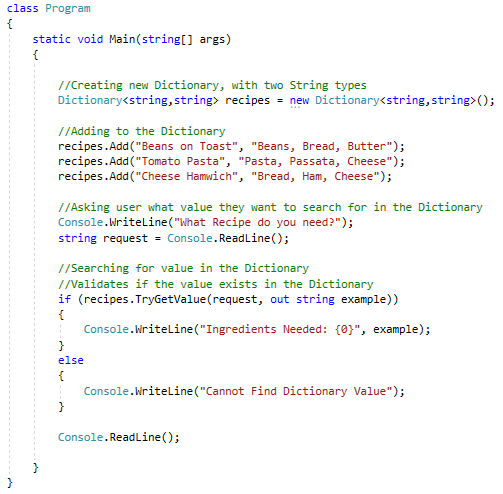 class Program
{
static void Main(string[] args)
{
//Creating new Dictionary, with two String types
Dictionary<string,string> recipes = new Dictionary<string,string>();
//Adding to the Dictionary
recipes.Add("Beans on Toast", "Beans, Bread, Butter");
recipes.Add("Tomato Pasta", "Pasta, Passata, Cheese");
recipes.Add("Cheese Hamwich", "Bread, Ham, Cheese");
//Asking user what value they want to search for in the Dictionary
Console.WriteLine("What Recipe do you need?");
string request = Console.ReadLine();
//Searching for value in the Dictionary
//Validates if the value exists in the Dictionary
if (recipes.TryGetValue(request, out string example))
{
Console.WriteLine("Ingredients Needed: {0}", example);
}
else
{
Console.WriteLine("Cannot Find Dictionary Value");
}
Console.ReadLine();
}
}